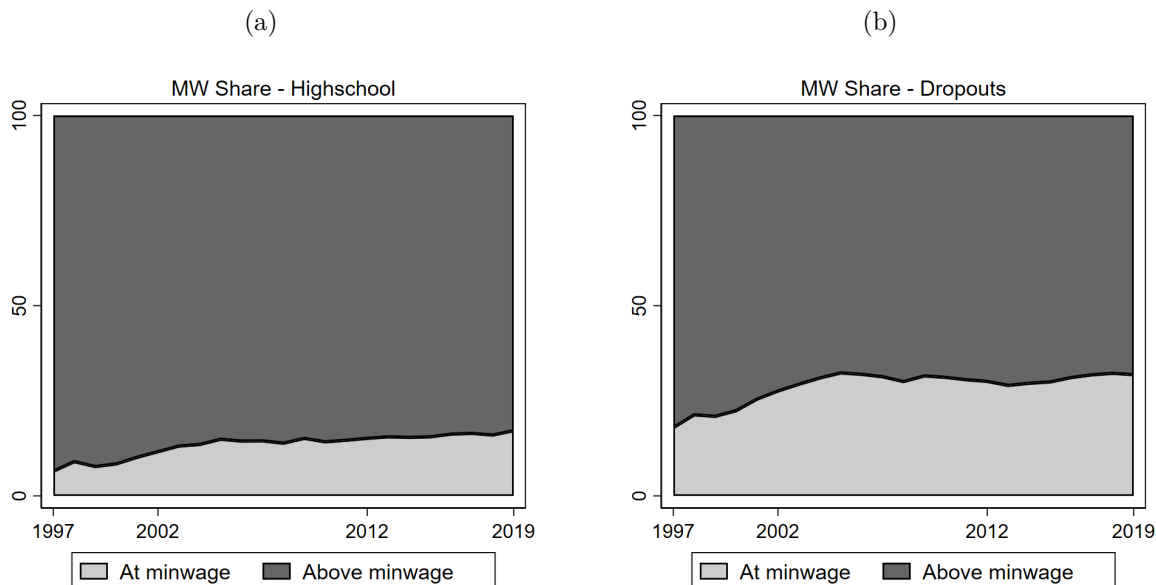 (a)
MW Share - Highschool
100
50
0
1997 2002 2012 2019
At minwage Above minwage
(b)
MW Share - Dropouts
100
50
0
1997 2002 2012 2019
At minwage Above minwage